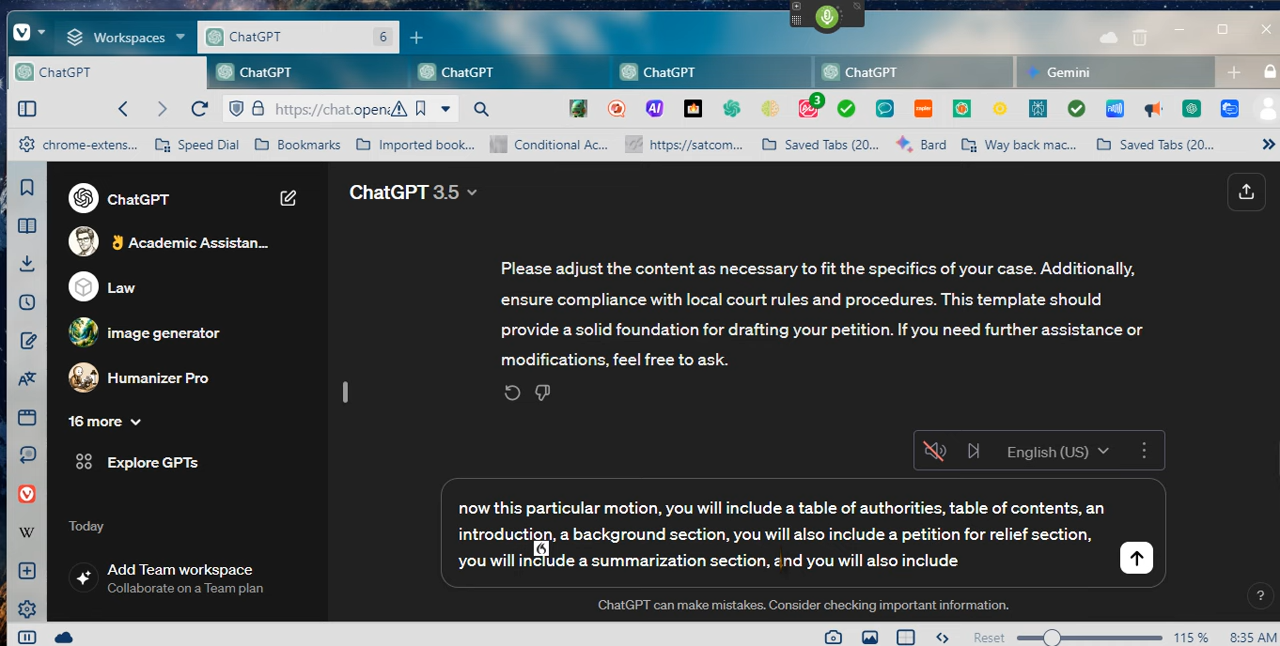 Workspaces
ChatGPT
6
ChatGPT
ChatGPT
ChatGPT
ChatGPT
ChatGPT
Gemini
https://chat.opena
3
chrome-extens...
Speed Dial
Bookmarks
Imported book...
Conditional Ac...
https://satcom...
Saved Tabs (20...
Bard
Way back mac...
Saved Tabs (20...
ChatGPT
Academic Assistan...
Law
image generator
Humanizer Pro
16 more
Explore GPTs
Today
Add Team workspace
Collaborate on a Team plan
ChatGPT 3.5
Please adjust the content as necessary to fit the specifics of your case. Additionally,
ensure compliance with local court rules and procedures. This template should
provide a solid foundation for drafting your petition. If you need further assistance or
modifications, feel free to ask.
English (US)
now this particular motion, you will include a table of authorities, table of contents, an
introduction, a background section, you will also include a petition for relief section,
you will include a summarization section, and you will also include
ChatGPT can make mistakes. Consider checking important information.
?
Reset
115 %
8:35 AM